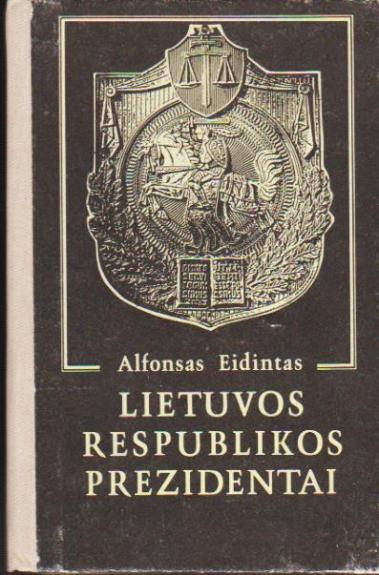 Alfonsas Eidintas
LIETUVOS
RESPUBLIKOS
PREZIDENTAI